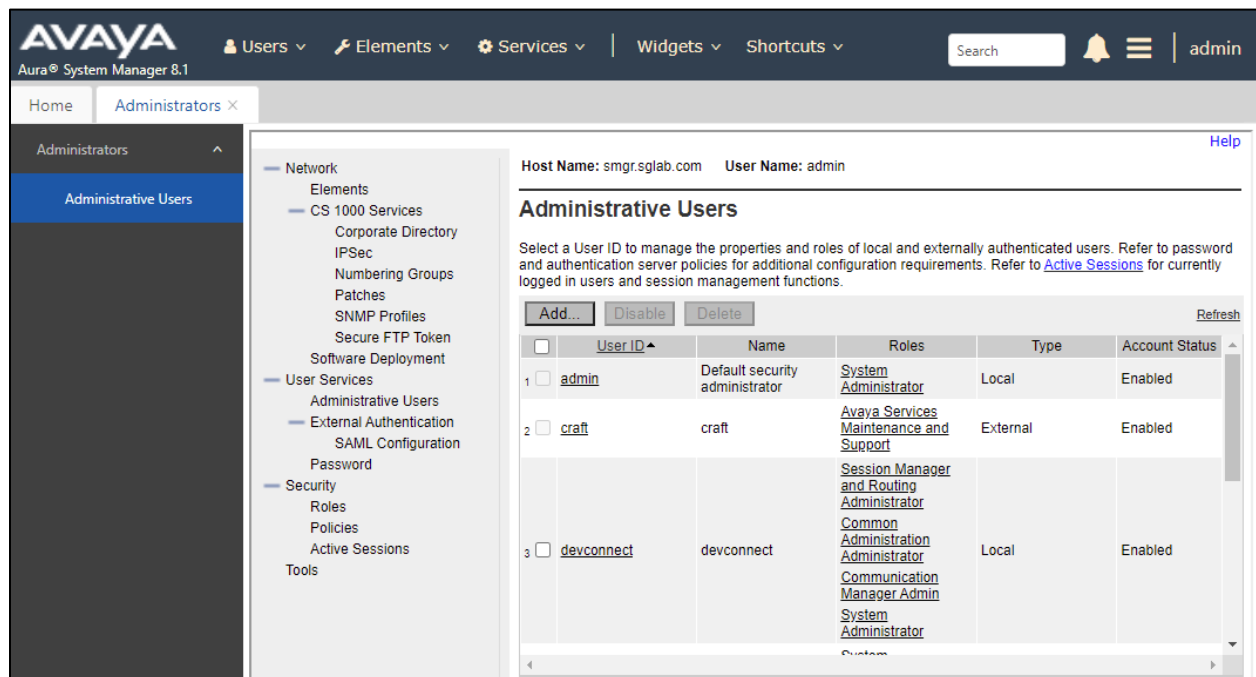 AVAYA
Aura® System Manager 8.1
Users Elements Services Widgets Shortcuts Search admin
Home Administrators ×
Administrators
Administrative Users
Network
Elements
CS 1000 Services
Corporate Directory
IPSec
Numbering Groups
Patches
SNMP Profiles
Secure FTP Token
Software Deployment
User Services
Administrative Users
External Authentication
SAML Configuration
Password
Security
Roles
Policies
Active Sessions
Tools
Help
Host Name: smgr.sglab.com User Name: admin
Administrative Users
Select a User ID to manage the properties and roles of local and externally authenticated users. Refer to password
and authentication server policies for additional configuration requirements. Refer to Active Sessions for currently
logged in users and session management functions.
Add... Disable Delete Refresh
User ID Name Roles Type Account Status
1 admin Default security administrator System Administrator Local Enabled
2 craft craft Avaya Services Maintenance and Support External Enabled
3 devconnect devconnect Session Manager and Routing Administrator Common Administration Administrator Communication Manager Admin System Administrator Local Enabled